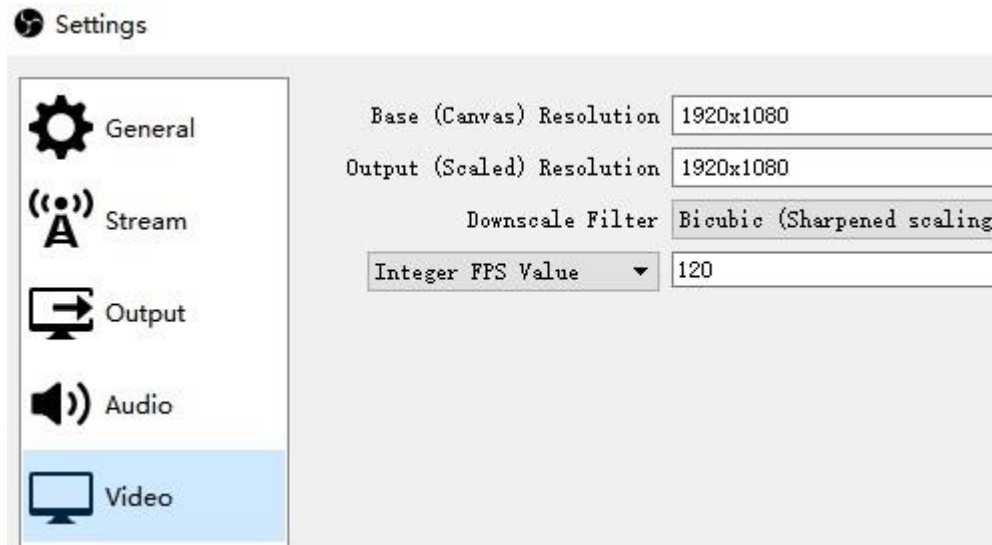 Settings
General
Stream
Output
Audio
Video
Base (Canvas) Resolution 1920x1080
Output (Scaled) Resolution 1920x1080
Downscale Filter Bicubic (Sharpened scaling
Integer FPS Value 120